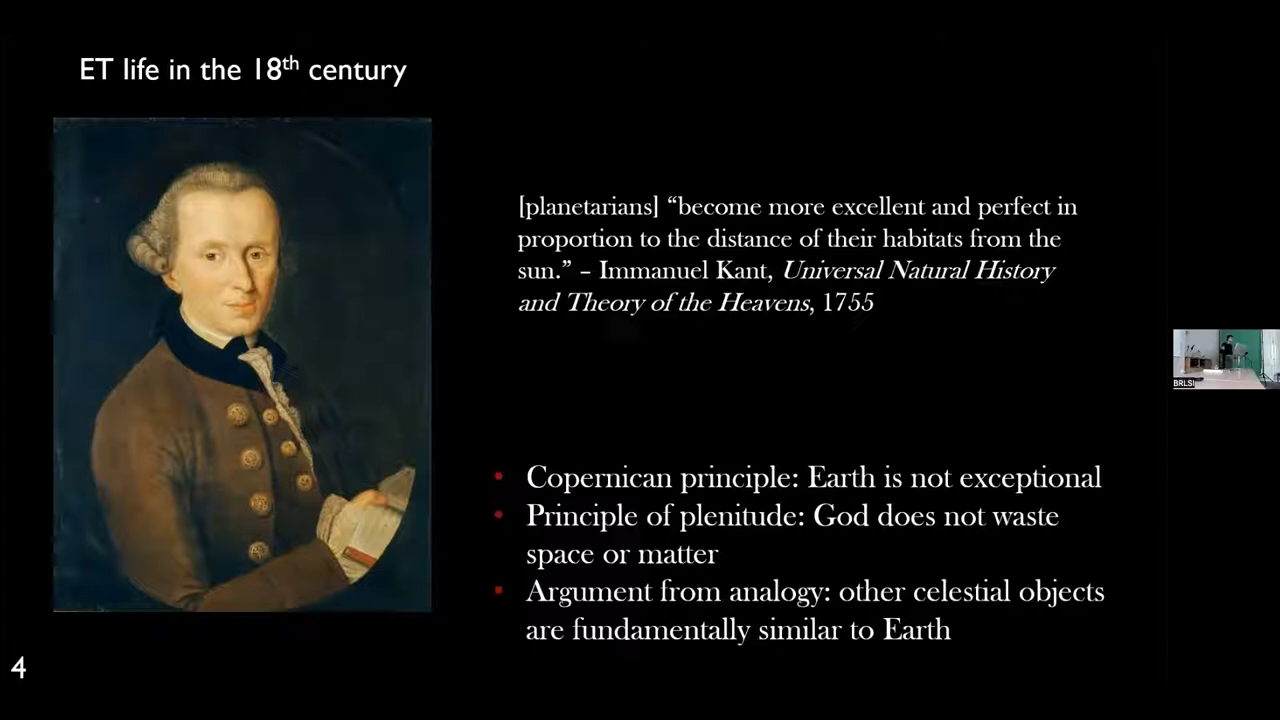 ET life in the 18th century
[planetarians] “become more excellent and perfect in
proportion to the distance of their habitats from the
sun.” – Immanuel Kant, Universal Natural History
and Theory of the Heavens, 1755
• Copernican principle: Earth is not exceptional
• Principle of plenitude: God does not waste
space or matter
• Argument from analogy: other celestial objects
are fundamentally similar to Earth
4
BRLSI